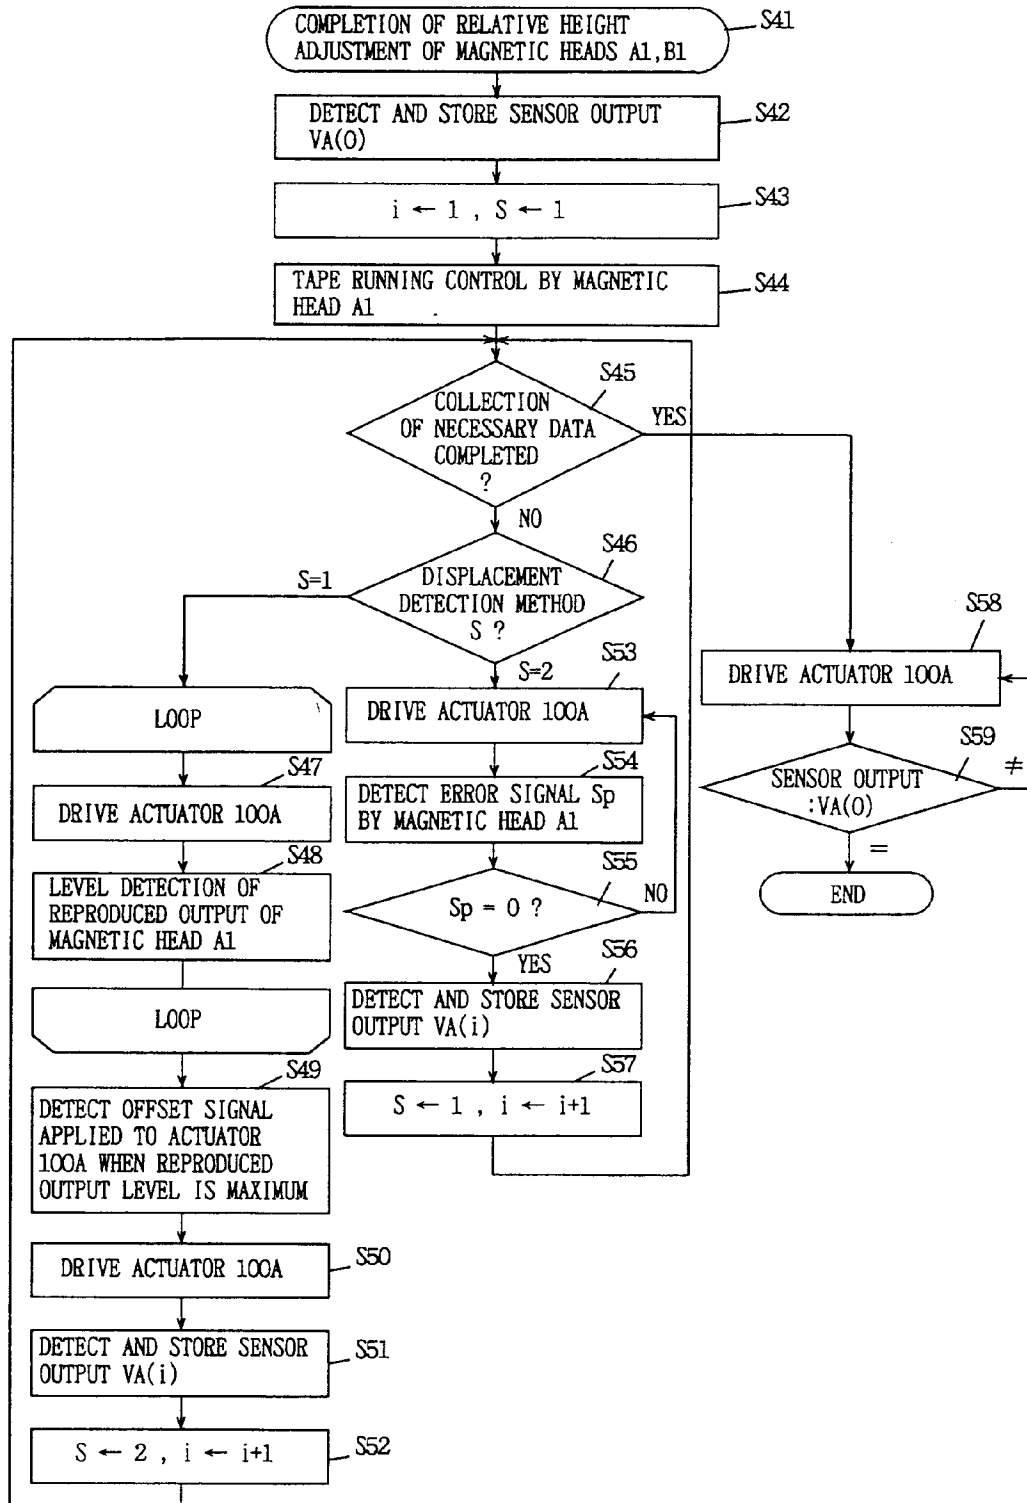 COMPLETION OF RELATIVE HEIGHT
ADJUSTMENT OF MAGNETIC HEADS A1,B1
S41
DETECT AND STORE SENSOR OUTPUT
VA(0)
S42
i ← 1 , S ← 1
S43
TAPE RUNNING CONTROL BY MAGNETIC
HEAD A1
S44
S45
COLLECTION
OF NECESSARY DATA
COMPLETED
?
YES
NO
S46
DISPLACEMENT
DETECTION METHOD
S ?
S=1
S=2
LOOP
S47
DRIVE ACTUATOR 100A
S48
LEVEL DETECTION OF
REPRODUCED OUTPUT OF
MAGNETIC HEAD A1
LOOP
S49
DETECT OFFSET SIGNAL
APPLIED TO ACTUATOR
100A WHEN REPRODUCED
OUTPUT LEVEL IS MAXIMUM
DRIVE ACTUATOR 100A
S50
DETECT AND STORE SENSOR
OUTPUT VA(i)
S51
S ← 2 , i ← i+1
S52
S53
DRIVE ACTUATOR 100A
S54
DETECT ERROR SIGNAL Sp
BY MAGNETIC HEAD A1
S55
Sp = 0 ?
NO
YES
S56
DETECT AND STORE SENSOR
OUTPUT VA(i)
S57
S ← 1 , i ← i+1
S58
DRIVE ACTUATOR 100A
S59
SENSOR OUTPUT
:VA(0)
≠
=
END